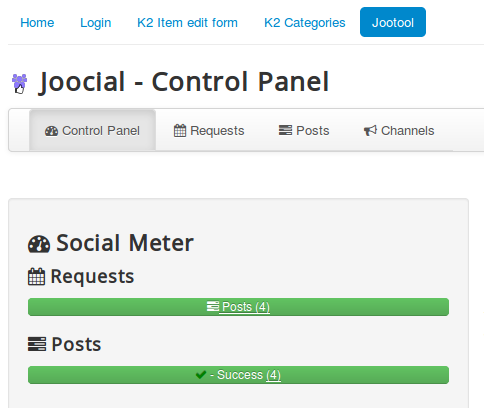 Home Login K2 Item edit form K2 Categories Jootool
Joocial - Control Panel
Control Panel Requests Posts Channels
Social Meter
Requests
Posts (4)
Posts
- Success (4)